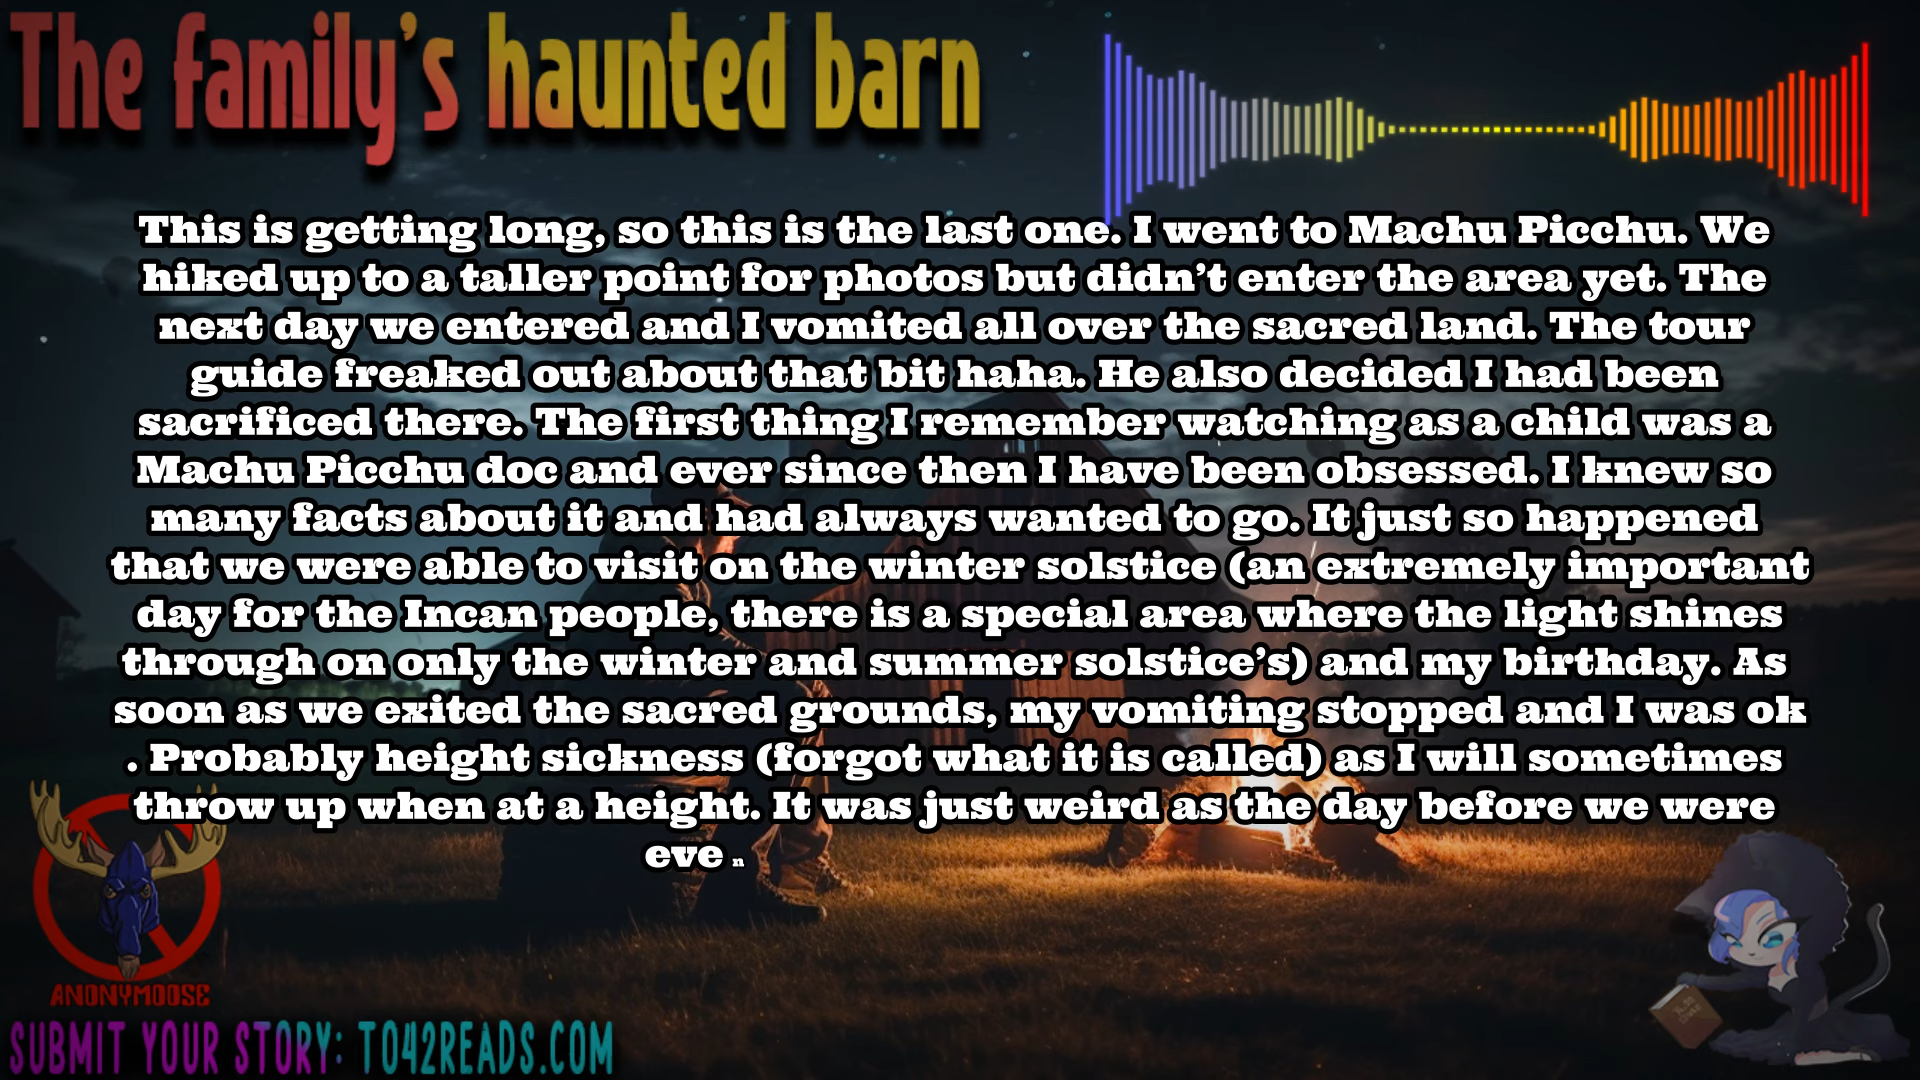 The family's haunted barn
This is getting long, so this is the last one. I went to Machu Picchu. We
hiked up to a taller point for photos but didn't enter the area yet. The
next day we entered and I vomited all over the sacred land. The tour
guide freaked out about that bit haha. He also decided I had been
sacrificed there. The first thing I remember watching as a child was a
Machu Picchu doc and ever since then I have been obsessed. I knew so
many facts about it and had always wanted to go. It just so happened
that we were able to visit on the winter solstice (an extremely important
day for the Incan people, there is a special area where the light shines
through on only the winter and summer solstice's) and my birthday. As
soon as we exited the sacred grounds, my vomiting stopped and I was ok
. Probably height sickness (forgot what it is called) as I will sometimes
throw up when at a height. It was just weird as the day before we were
eve n
ANONYMOOSE
SUBMIT YOUR STORY: TO42READS.COM